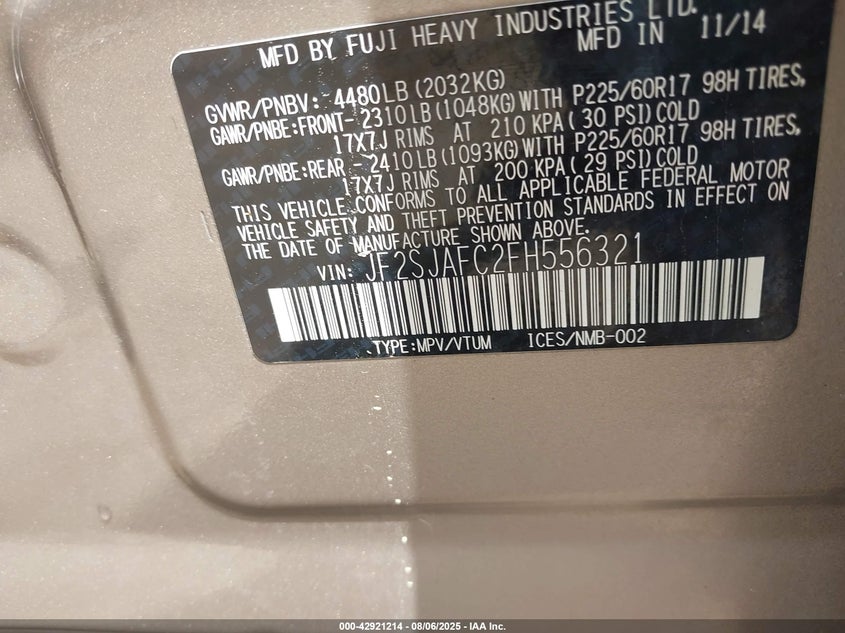 MFD BY FUJI HEAVY INDUSTRIES LTD.
MFD IN 11/14
GVWR/PNBV: 4480LB(2032KG)
GAWR/PNBE:FRONT-2310LB(1048KG)WITH P225/60R17 98H TIRES,
17X7J RIMS AT 210 KPA(30 PSI)COLD
GAWR/PNBE:REAR -2410LB(1093KG)WITH P225/60R17 98H TIRES,
17X7J RIMS AT 200 KPA(29 PSI)COLD
THIS VEHICLE CONFORMS TO ALL APPLICABLE FEDERAL MOTOR
VEHICLE SAFETY AND THEFT PREVENTION STANDARDS IN EFFECT ON
THE DATE OF MANUFACTURE SHOWN ABOVE.
VIN: JF2SJAFC2FH556321
TYPE:MPV/VTUM ICES/NMB-002
000-42921214 - 08/06/2025 - IAA Inc.